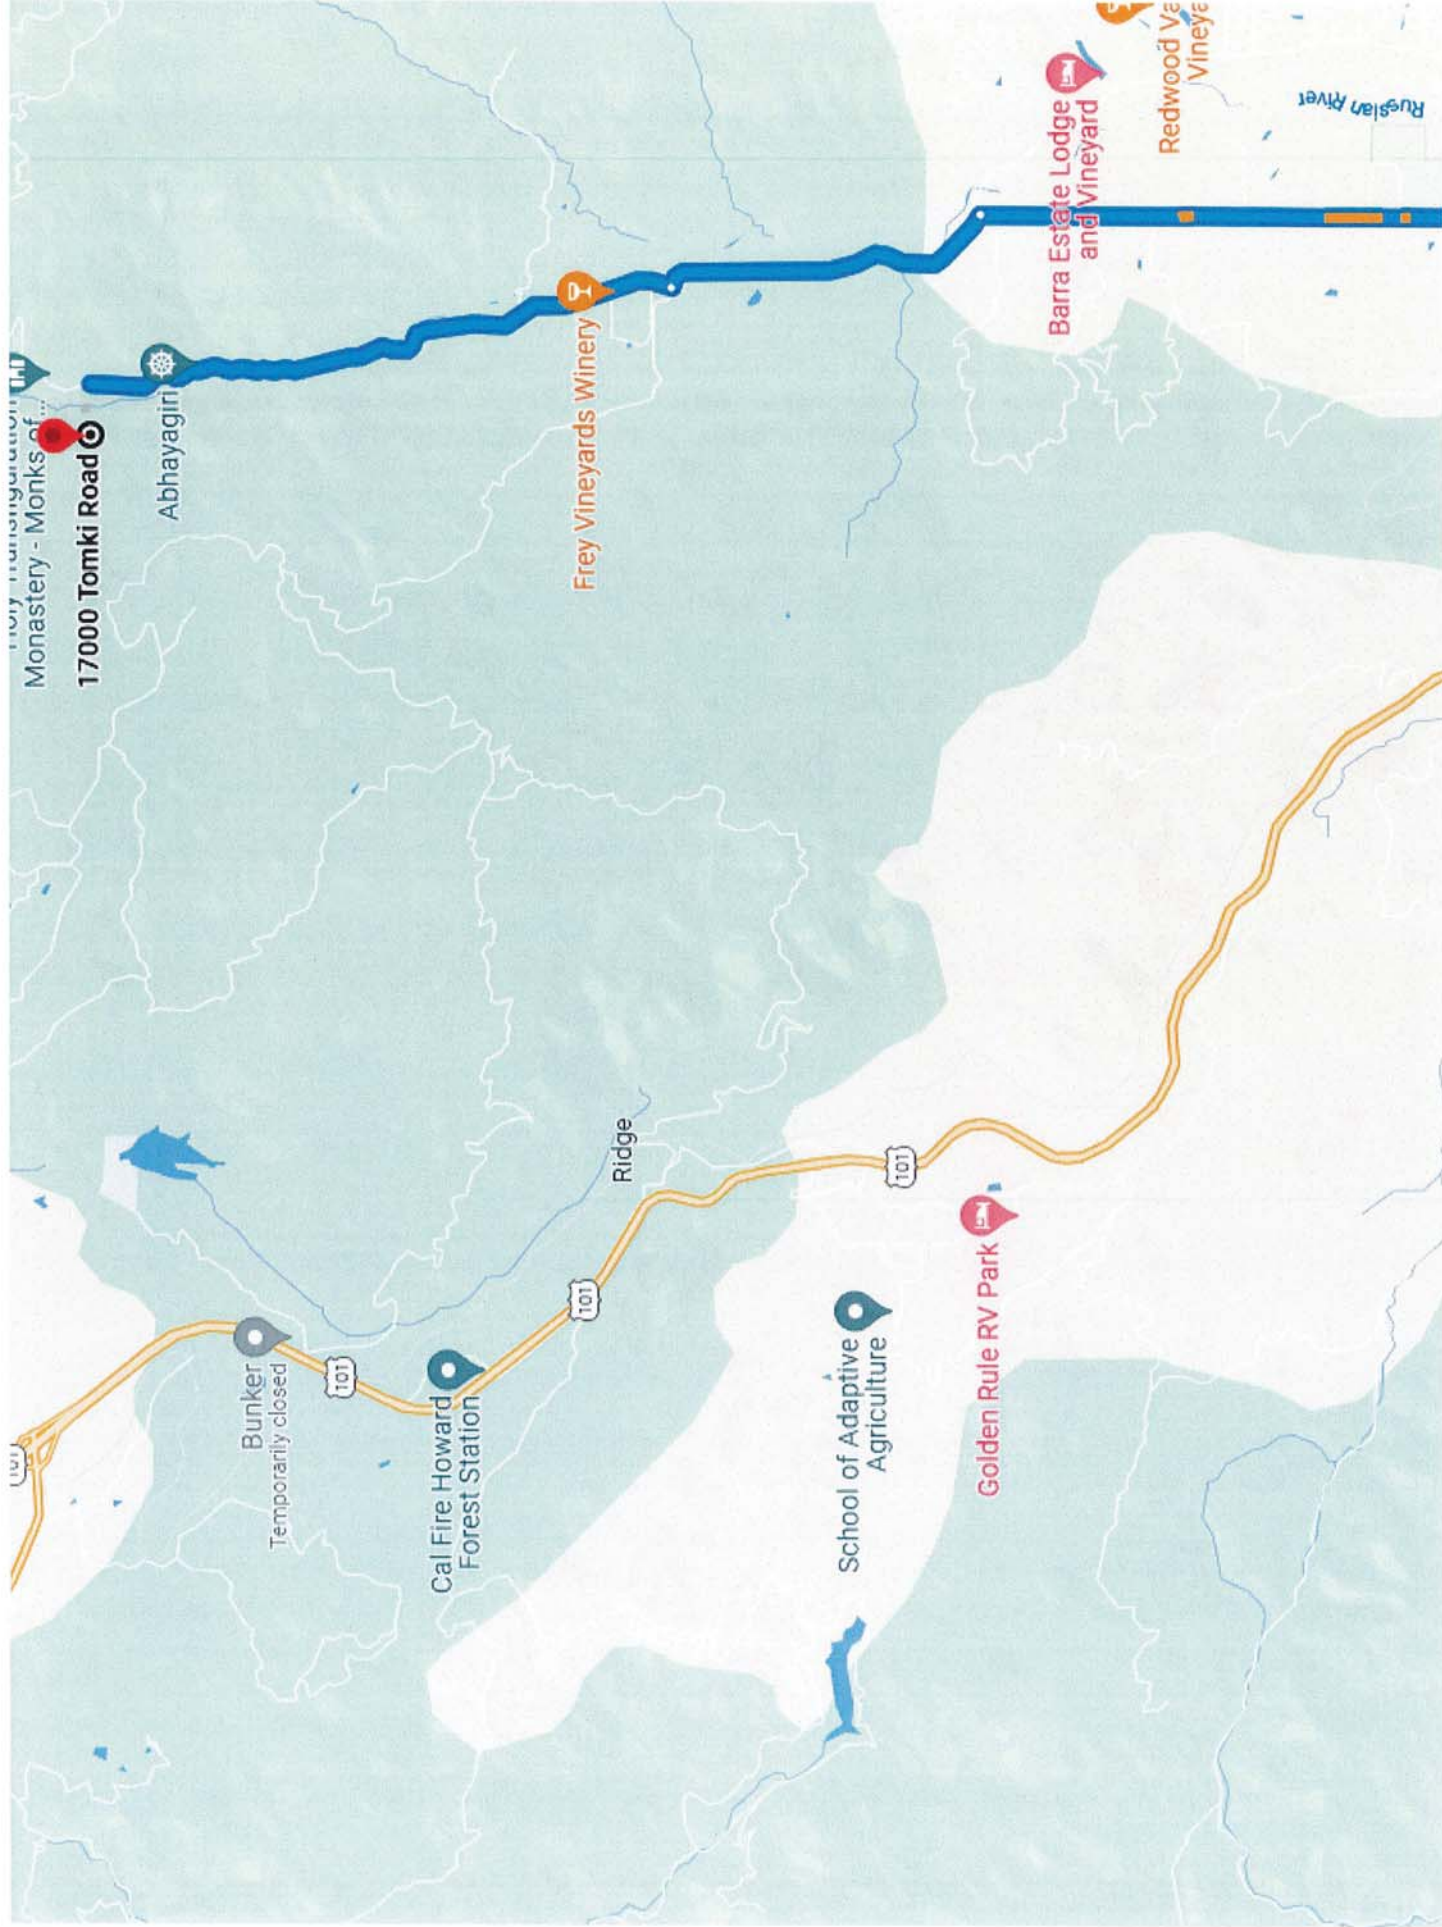 Monastery - Monks of...
17000 Tomki Road
Abhayagiri
Frey Vineyards Winery
Barra Estate Lodge
and Vineyard
Redwood Va
Vineya
Russian River
101
Bunker
Temporarily closed
101
Cal Fire Howard
Forest Station
101
Ridge
School of Adaptive
Agriculture
101
Golden Rule RV Park